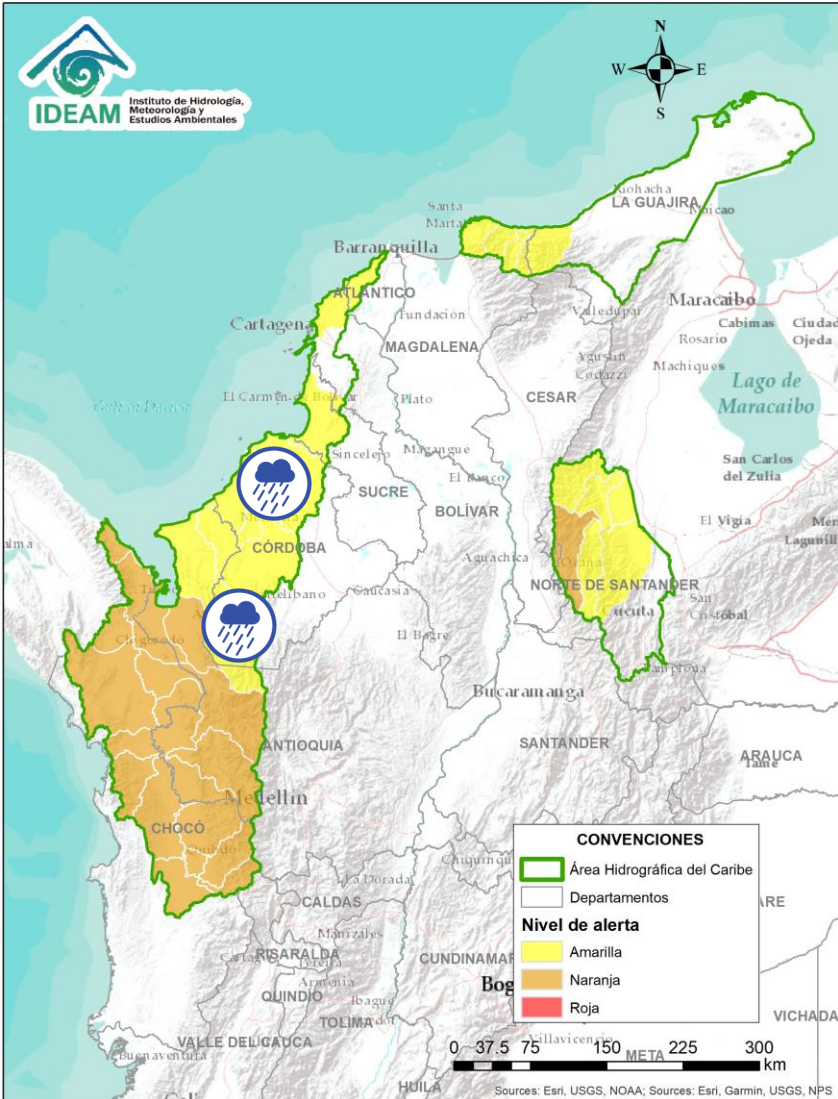 IDEAM
Instituto de Hidrología,
Meteorología y
Estudios Ambientales
N
W
E
S
Riohacha
LA GUAJIRA
Maicao
Santa
Marta
Barranquilla
ATLÁNTICO
Maracaibo
Cartagena
Fundación
Valledupar
Cabimas
Ciudad
Ojeda
Rosario
MAGDALENA
Agustín
Codazzi
Machiques
Lago de
Maracaibo
CESAR
El Carmen de Bolívar
Plato
Sincelejo
Magangué
San Carlos
del Zulia
El Banco
SUCRE
BOLÍVAR
El Vigía
CÓRDOBA
Aguachica
Ocaña
NORTE DE SANTANDER
Caucasia
San
Cristóbal
Cúcuta
El Bagre
Chigorodó
Bucaramanga
ANTIOQUIA
SANTANDER
ARAUCA
Tame
Medellín
CHOCÓ
Quibdó
La Dorada
CALDAS
Manizales
RISARALDA
Pereira
Armenia
QUINDÍO
Ibagué
TOLIMA
VALLE DEL CAUCA
Buenaventura
HUILA
META
Villavicencio
VICHADA
CONVENCIONES
Área Hidrográfica del Caribe
Departamentos
Nivel de alerta
Amarilla
Naranja
Roja
0 37.5 75 150 225 300
km
Sources: Esri, USGS, NOAA; Sources: Esri, Garmin, USGS, NPS